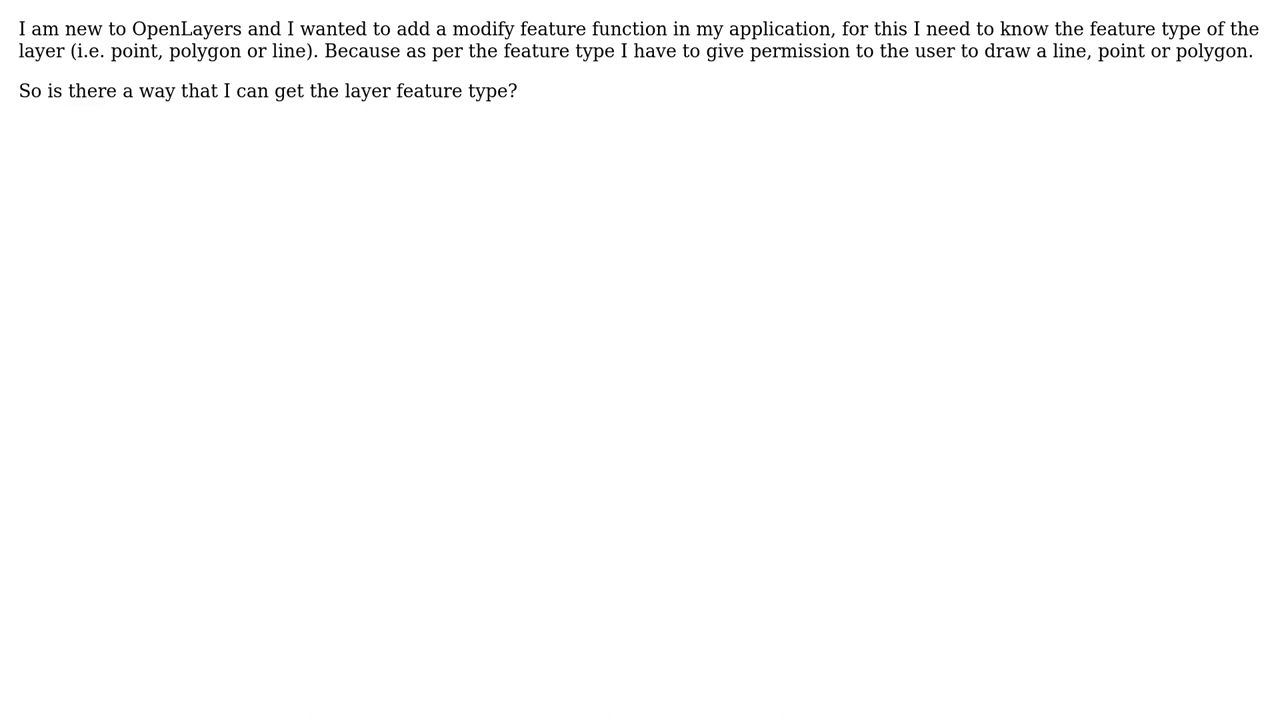 I am new to OpenLayers and I wanted to add a modify feature function in my application, for this I need to know the feature type of the
layer (i.e. point, polygon or line). Because as per the feature type I have to give permission to the user to draw a line, point or polygon.
So is there a way that I can get the layer feature type?